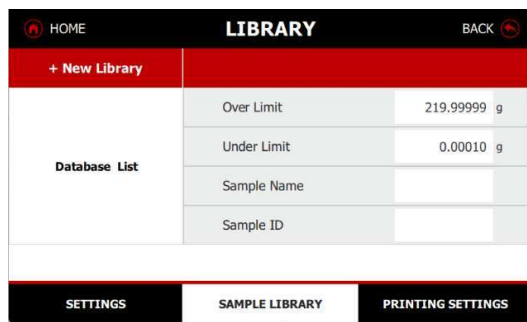 HOME LIBRARY BACK
+ New Library
Over Limit 219.99999 g
Under Limit 0.00010 g
Database List
Sample Name
Sample ID
SETTINGS SAMPLE LIBRARY PRINTING SETTINGS